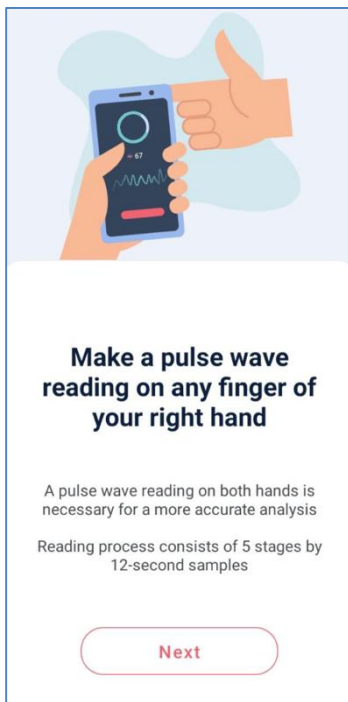 67
Make a pulse wave
reading on any finger of
your right hand
A pulse wave reading on both hands is
necessary for a more accurate analysis
Reading process consists of 5 stages by
12-second samples
Next